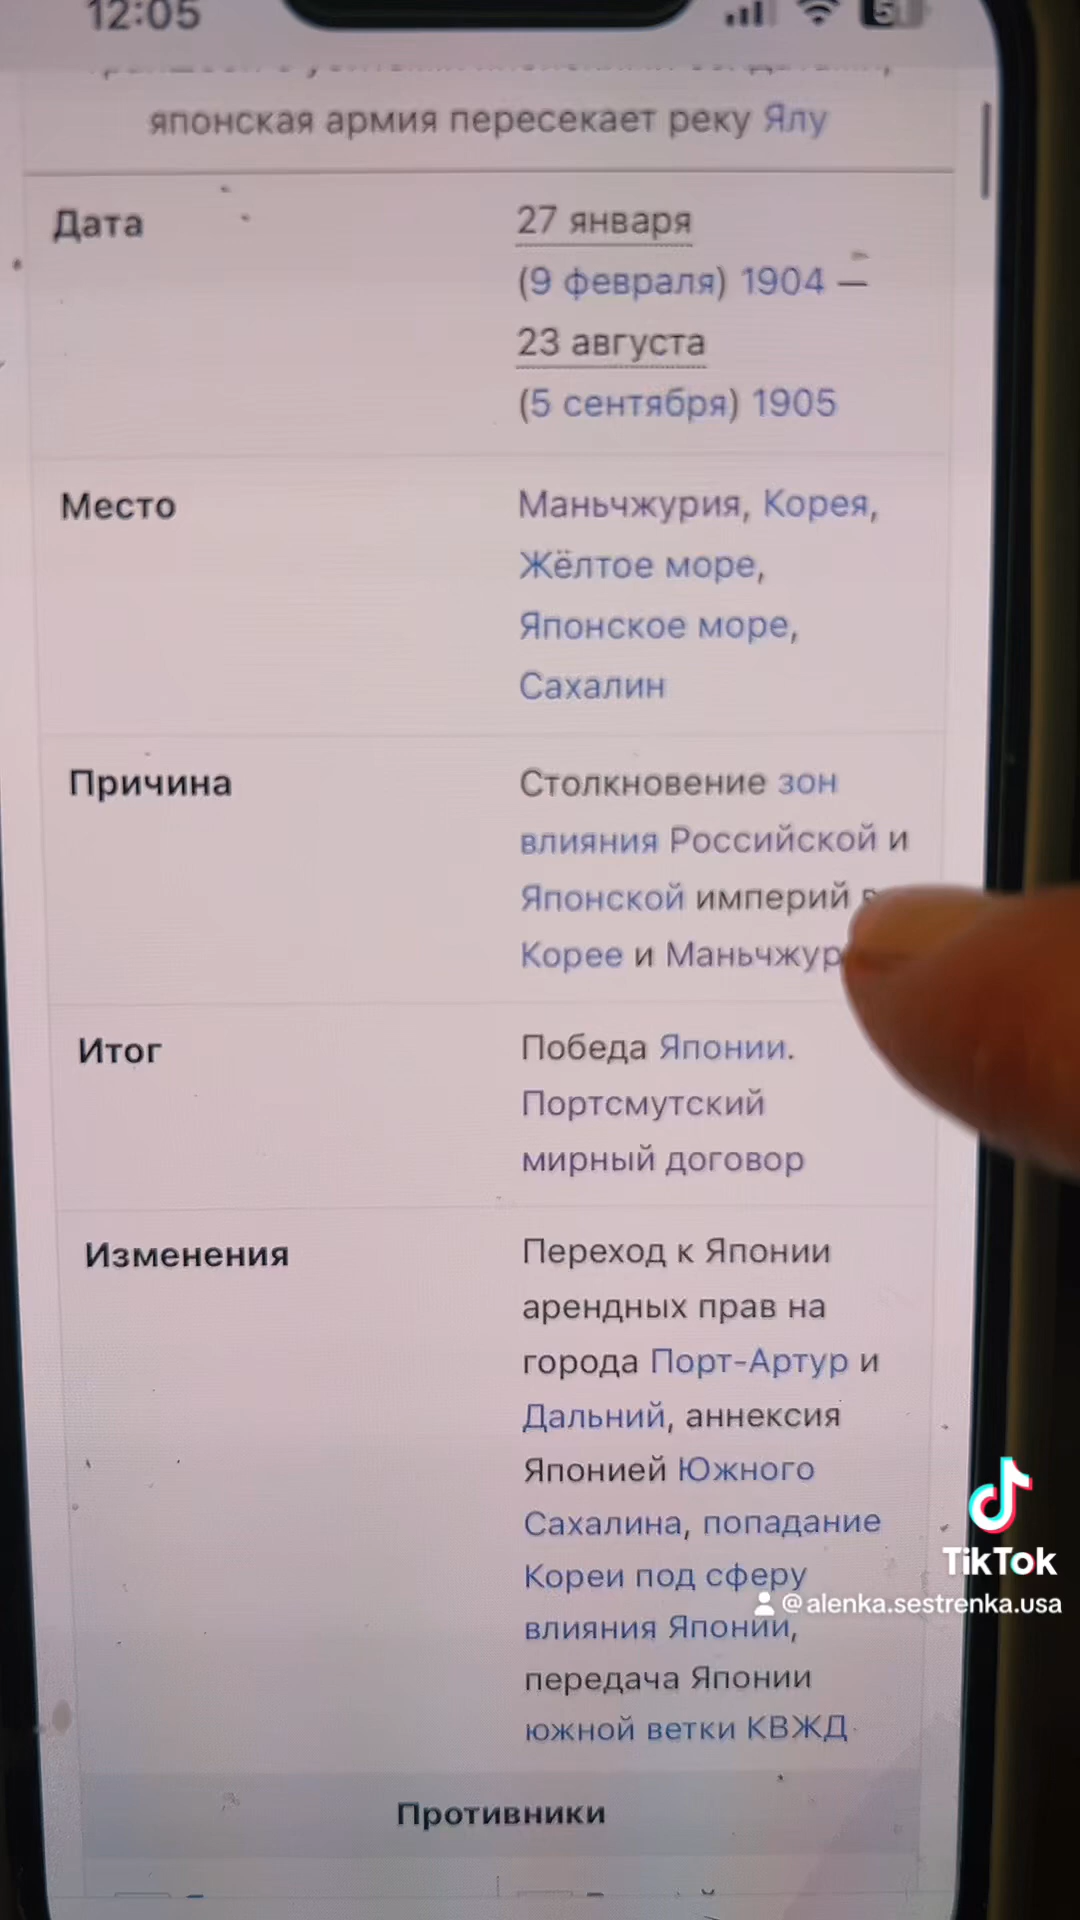 12:05
5
японская армия пересекает реку Ялу
Дата
27 января
(9 февраля) 1904 —
23 августа
(5 сентября) 1905
Место
Маньчжурия, Корея,
Жёлтое море,
Японское море,
Сахалин
Причина
Столкновение зон
влияния Российской и
Японской империй в
Корее и Маньчжур
Итог
Победа Японии.
Портсмутский
мирный договор
Изменения
Переход к Японии
арендных прав на
города Порт-Артур и
Дальний, аннексия
Японией Южного
Сахалина, попадание
Кореи под сферу
влияния Японии,
передача Японии
южной ветки КВЖД
Противники
TikTok
@alenka.sestrenka.usa